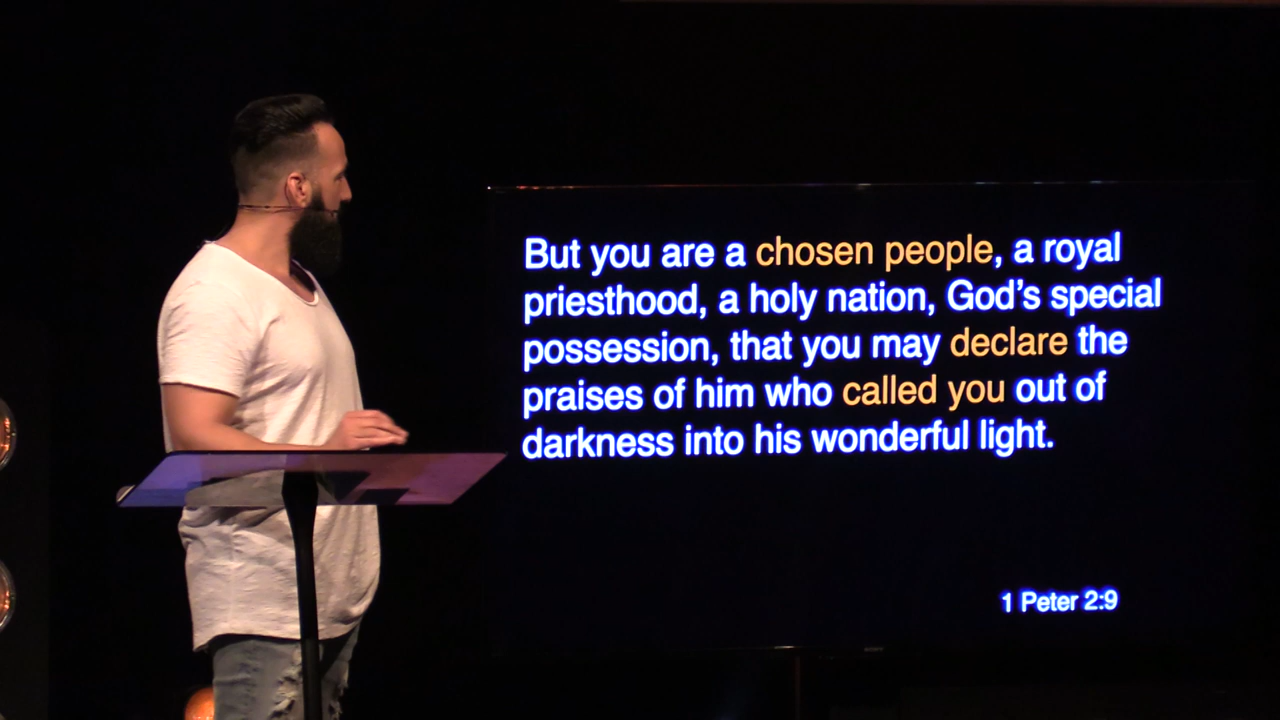 But you are a chosen people, a royal
priesthood, a holy nation, God's special
possession, that you may declare the
praises of him who called you out of
darkness into his wonderful light.
1 Peter 2:9